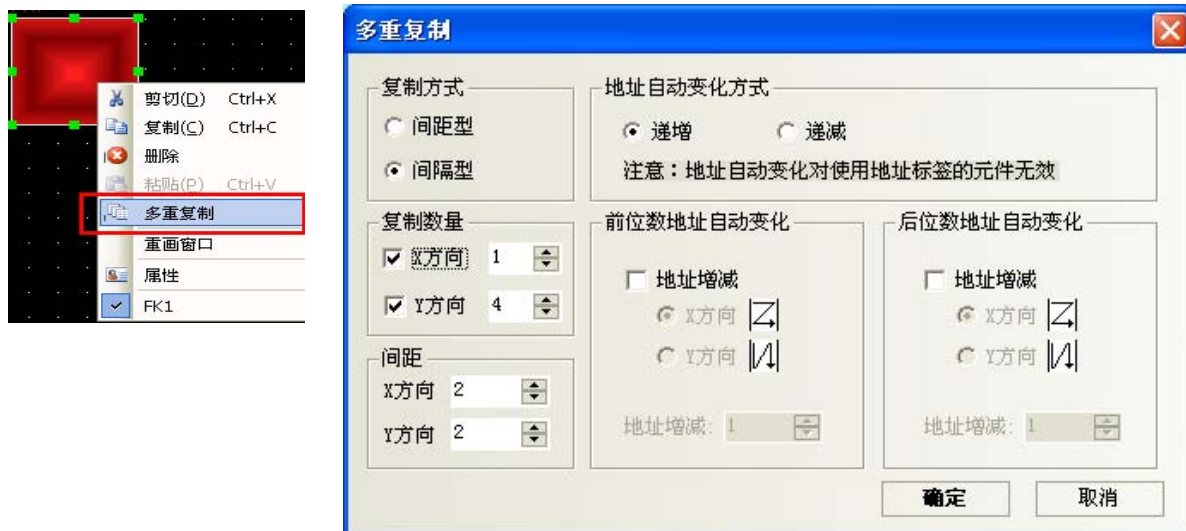 剪切(D) Ctrl+X
复制(C) Ctrl+C
删除
粘贴(P) Ctrl+V
多重复制
重画窗口
属性
FK1
多重复制
复制方式
间距型
间隔型
地址自动变化方式
递增 递减
注意：地址自动变化对使用地址标签的元件无效
复制数量
X方向 1
Y方向 4
间距
X方向 2
Y方向 2
前位数地址自动变化
地址增减
X方向
Y方向
地址增减: 1
后位数地址自动变化
地址增减
X方向
Y方向
地址增减: 1
确定 取消